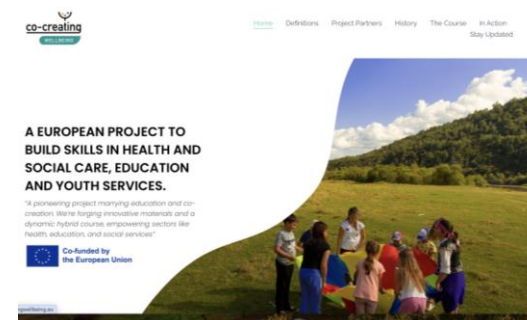 co-creating
WELLBEING
Home Definitions Project Partners History The Course In Action
Stay Updated
A EUROPEAN PROJECT TO
BUILD SKILLS IN HEALTH AND
SOCIAL CARE, EDUCATION
AND YOUTH SERVICES.
"A pioneering project marrying education and co-
creation. We're forging innovative materials and a
dynamic hybrid course, empowering sectors like
health, education, and social services"
Co-funded by
the European Union